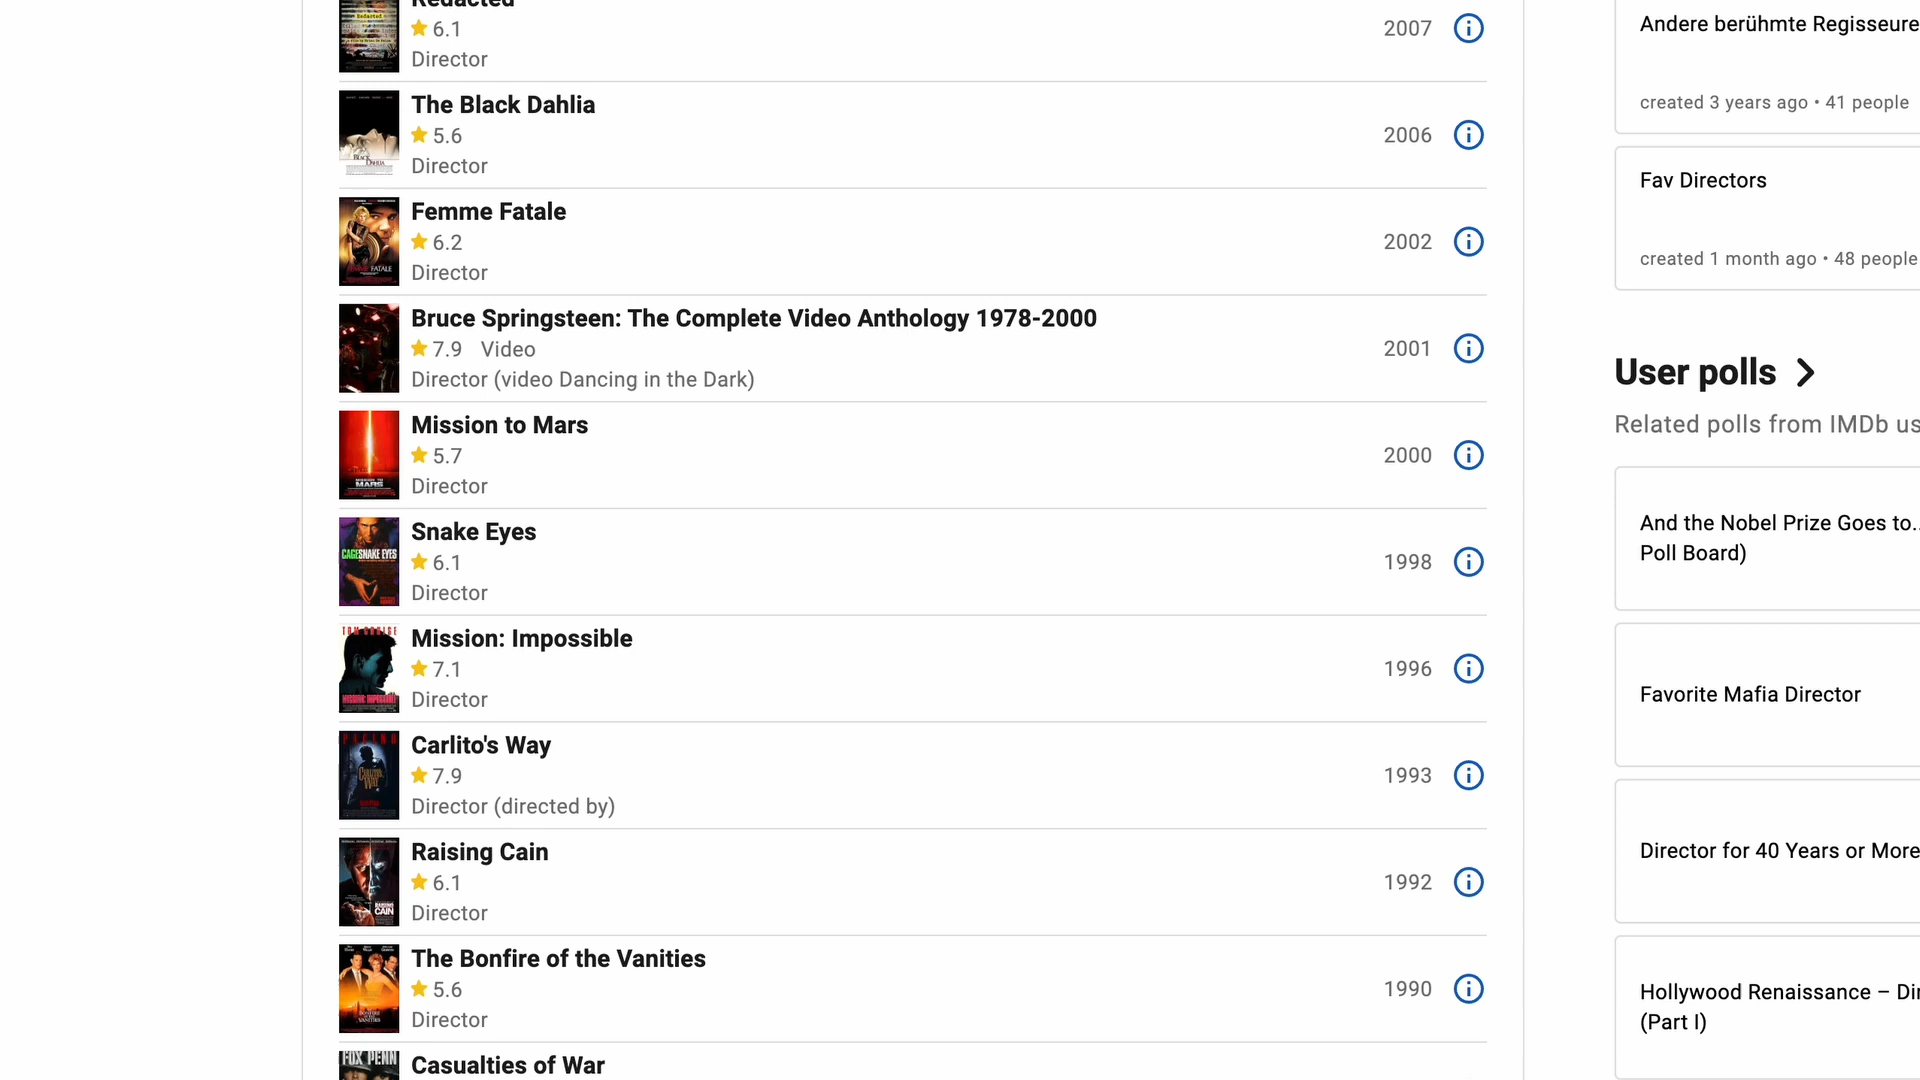 Redacted
6.1
Director
2007
The Black Dahlia
5.6
Director
2006
Femme Fatale
6.2
Director
2002
Bruce Springsteen: The Complete Video Anthology 1978-2000
7.9 Video
Director (video Dancing in the Dark)
2001
Mission to Mars
5.7
Director
2000
Snake Eyes
6.1
Director
1998
Mission: Impossible
7.1
Director
1996
Carlito's Way
7.9
Director (directed by)
1993
Raising Cain
6.1
Director
1992
The Bonfire of the Vanities
5.6
Director
1990
Casualties of War
Andere berühmte Regisseure
created 3 years ago • 41 people
Fav Directors
created 1 month ago • 48 people
User polls
Related polls from IMDb us
And the Nobel Prize Goes to..
Poll Board)
Favorite Mafia Director
Director for 40 Years or More
Hollywood Renaissance – Di
(Part I)